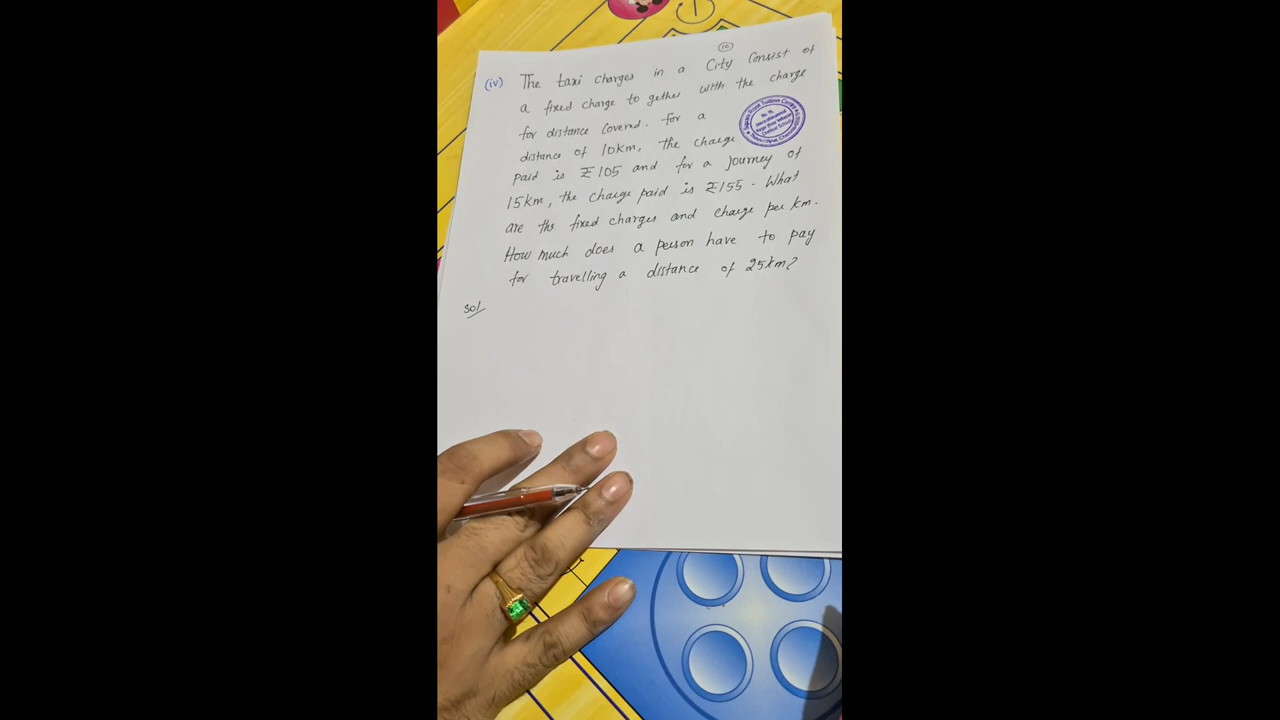 10
(iv) The taxi charges in a City Consist of
a fixed charge to gether with the charge
for distance Covered. For a
distance of 10km, the charge
paid is ₹105 and for a journey of
15km, the charge paid is ₹155. What
are the fixed charges and charge per km.
How much does a person have to pay
for travelling a distance of 25km?
Sol